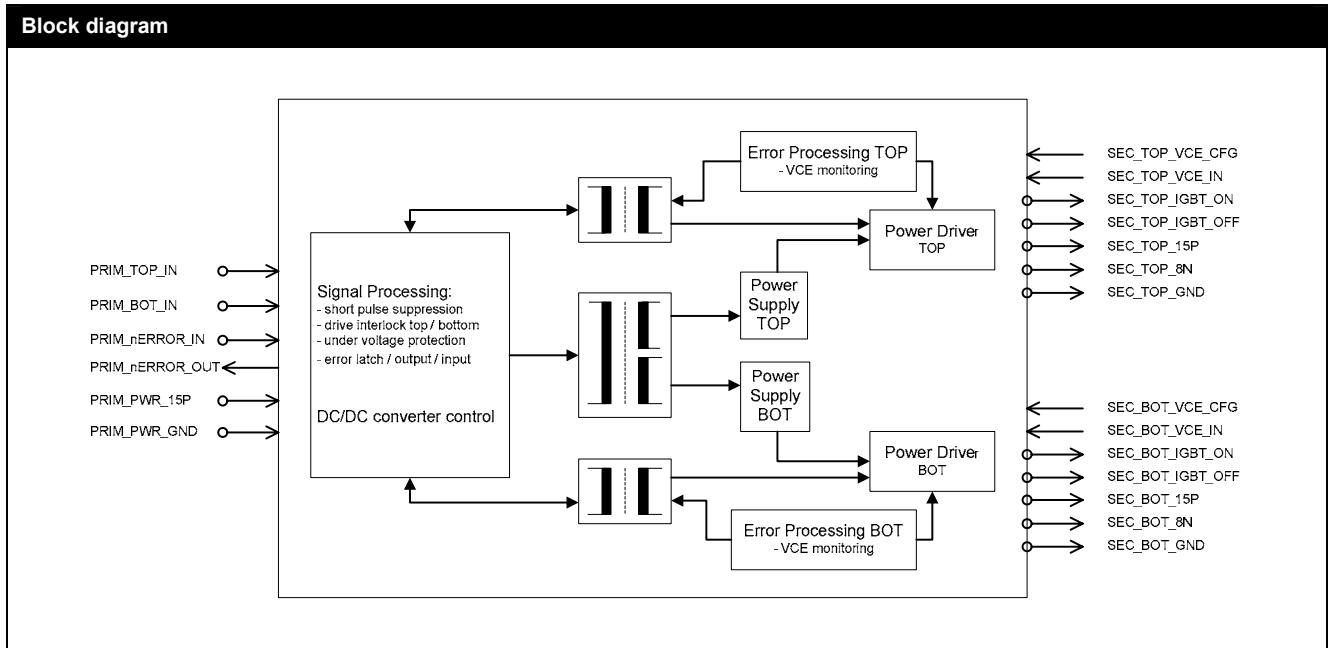 Block diagram
PRIM_TOP_IN
PRIM_BOT_IN
PRIM_nERROR_IN
PRIM_nERROR_OUT
PRIM_PWR_15P
PRIM_PWR_GND
Signal Processing:
- short pulse suppression
- drive interlock top / bottom
- under voltage protection
- error latch / output / input
DC/DC converter control
Error Processing TOP
- VCE monitoring
Power Driver
TOP
Power
Supply
TOP
Power
Supply
BOT
Power Driver
BOT
Error Processing BOT
- VCE monitoring
SEC_TOP_VCE_CFG
SEC_TOP_VCE_IN
SEC_TOP_IGBT_ON
SEC_TOP_IGBT_OFF
SEC_TOP_15P
SEC_TOP_8N
SEC_TOP_GND
SEC_BOT_VCE_CFG
SEC_BOT_VCE_IN
SEC_BOT_IGBT_ON
SEC_BOT_IGBT_OFF
SEC_BOT_15P
SEC_BOT_8N
SEC_BOT_GND